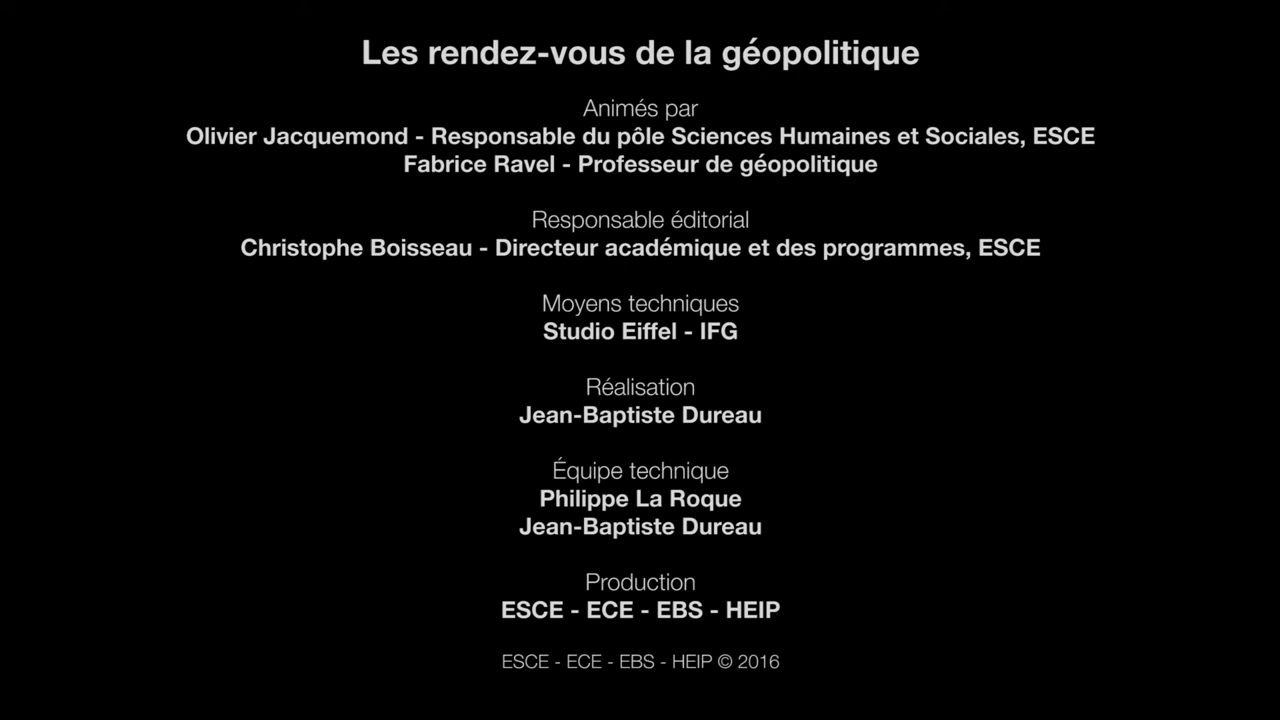 Les rendez-vous de la géopolitique
Animés par
Olivier Jacquemond - Responsable du pôle Sciences Humaines et Sociales, ESCE
Fabrice Ravel - Professeur de géopolitique
Responsable éditorial
Christophe Boisseau - Directeur académique et des programmes, ESCE
Moyens techniques
Studio Eiffel - IFG
Réalisation
Jean-Baptiste Dureau
Équipe technique
Philippe La Roque
Jean-Baptiste Dureau
Production
ESCE - ECE - EBS - HEIP
ESCE - ECE - EBS - HEIP © 2016